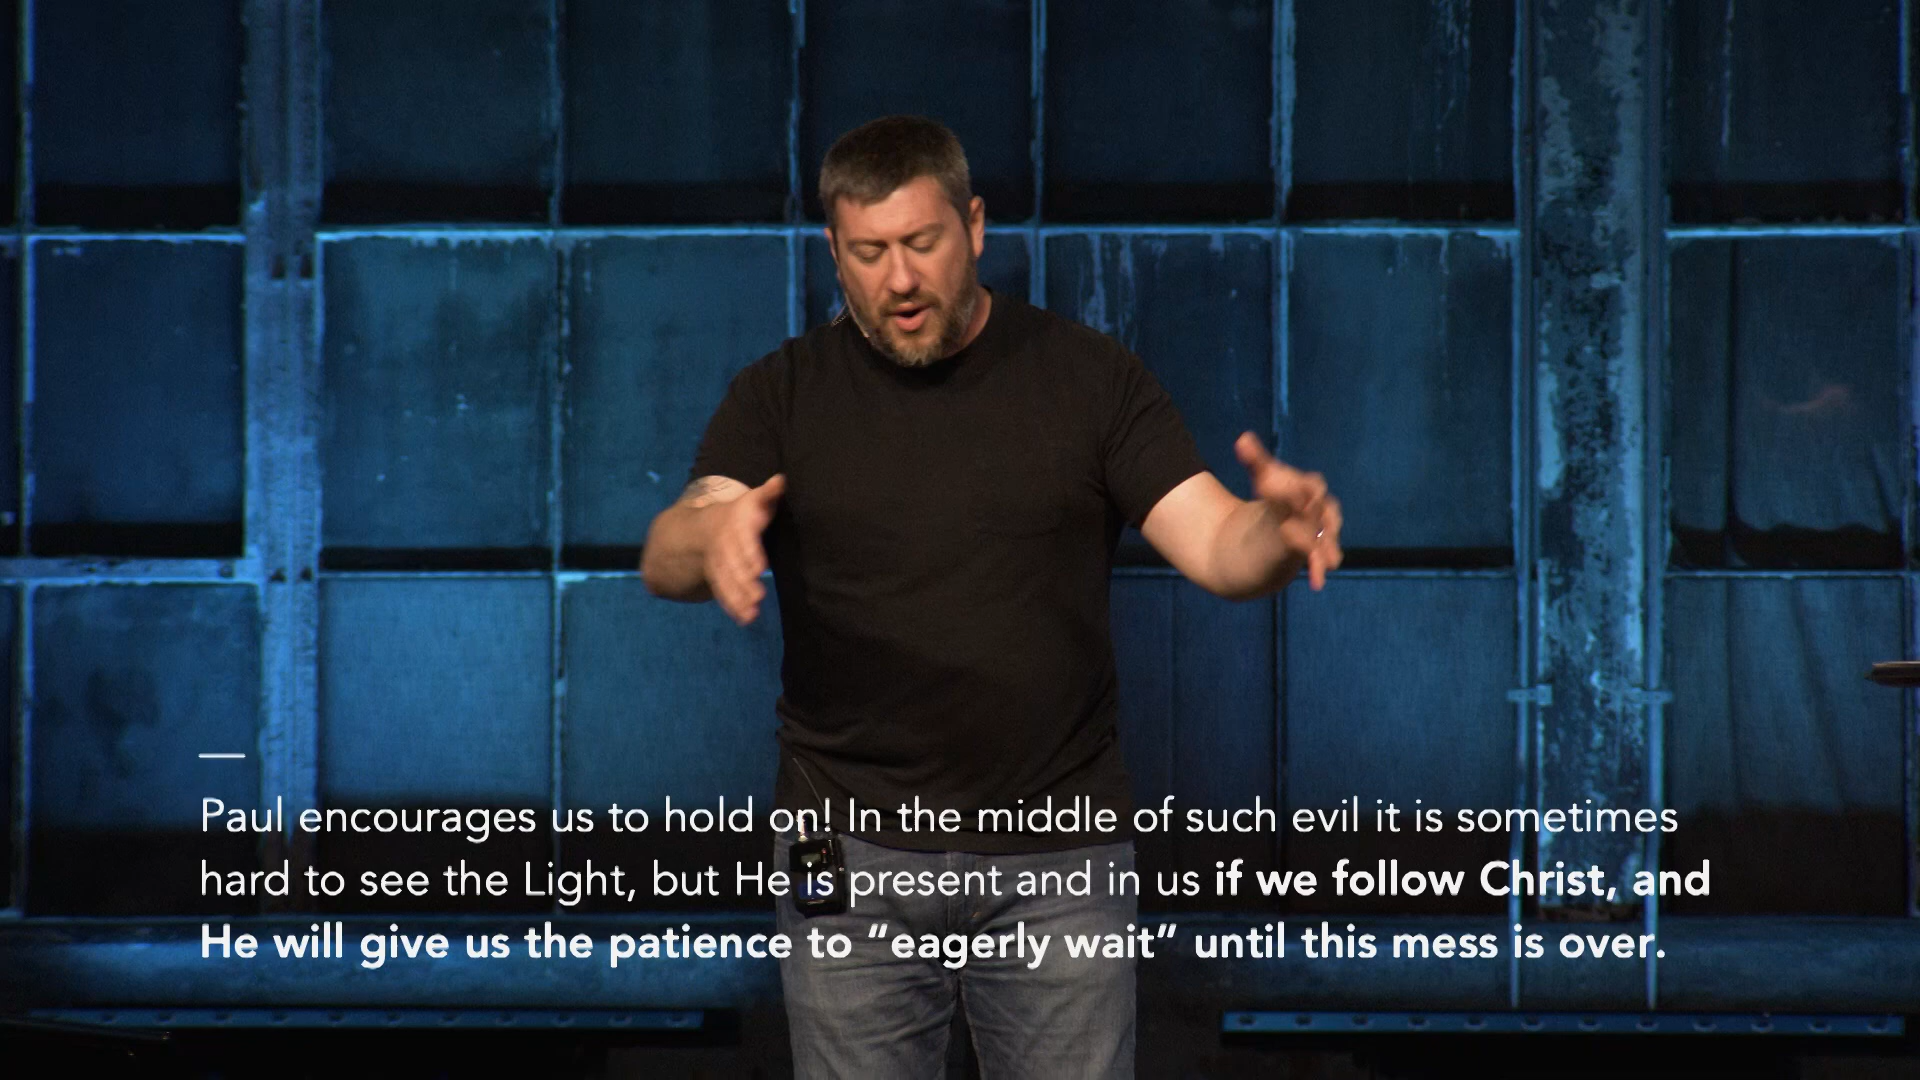 Paul encourages us to hold on! In the middle of such evil it is sometimes
hard to see the Light, but He is present and in us if we follow Christ, and
He will give us the patience to “eagerly wait” until this mess is over.